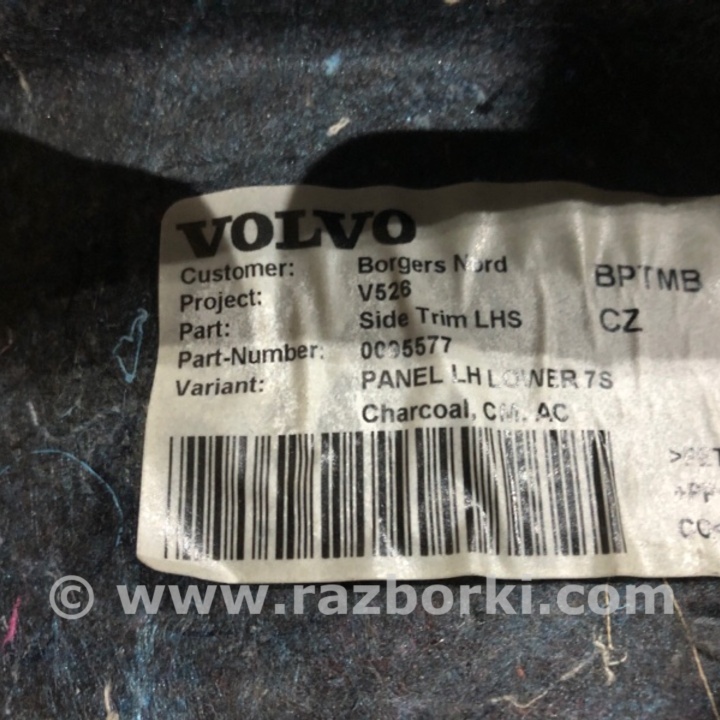 VOLVO
Customer: Borgers Nord
Project: V526
Part: Side Trim LHS
Part-Number: 0095577
Variant: PANEL LH LOWER 7S
Charcoal, CM, AC
BPTMB
CZ
© www.razborki.com